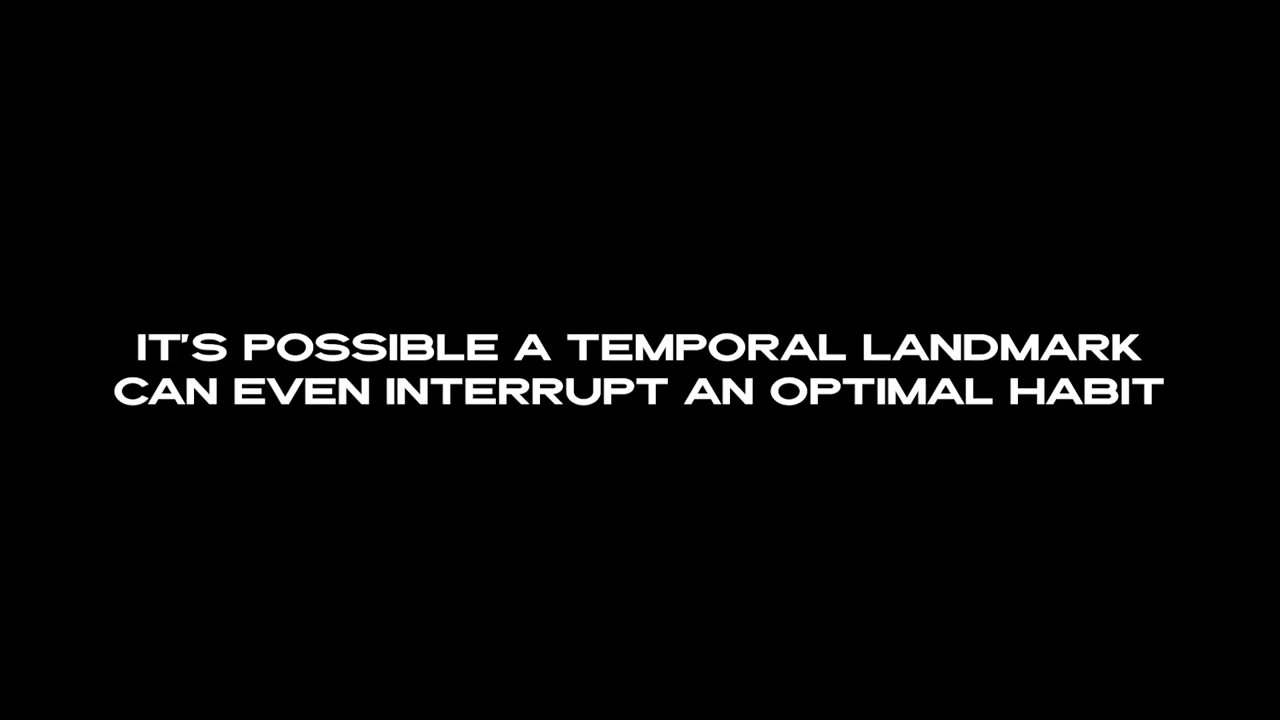 IT'S POSSIBLE A TEMPORAL LANDMARK
CAN EVEN INTERRUPT AN OPTIMAL HABIT